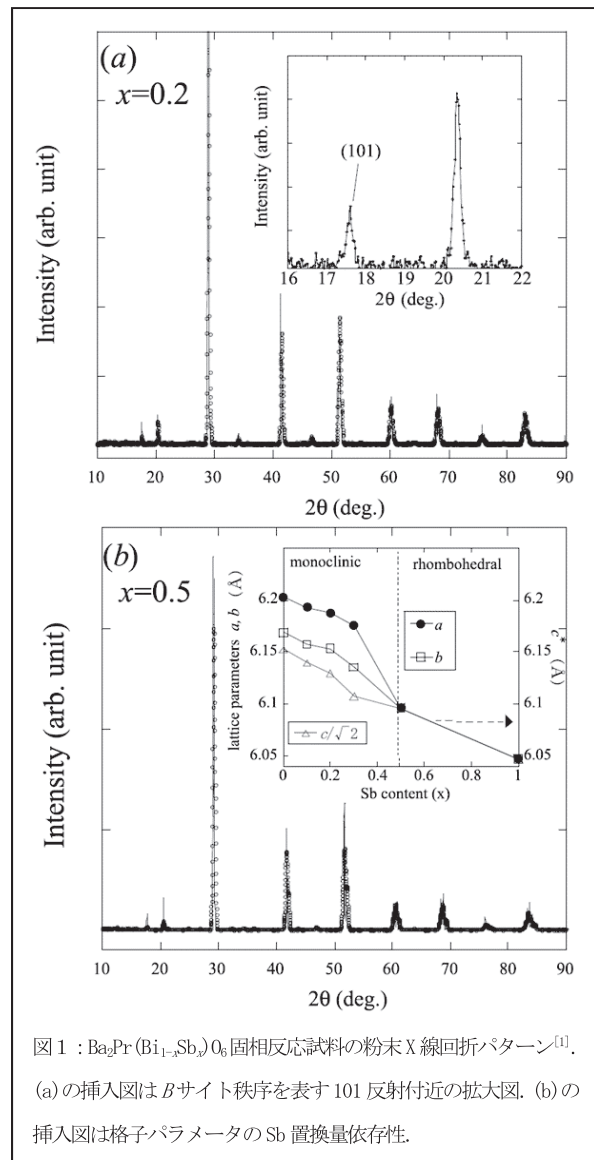 (a)
x=0.2
Intensity (arb. unit)
2θ (deg.)
10 20 30 40 50 60 70 80 90
Intensity (arb. unit)
(101)
16 17 18 19 20 21 22
2θ (deg.)
(b)
x=0.5
Intensity (arb. unit)
2θ (deg.)
10 20 30 40 50 60 70 80 90
monoclinic
rhombohedral
lattice parameters a, b (Å)
6.2
6.15
6.1
6.05
a
b
c/√2
c* (Å)
6.2
6.15
6.1
6.05
0 0.2 0.4 0.6 0.8 1
Sb content (x)
図1:Ba₂Pr(Bi₁₋ₓSbₓ)O₆固相反応試料の粉末X線回折パターン[1].
(a)の挿入図はBサイト秩序を表す101反射付近の拡大図. (b)の
挿入図は格子パラメータのSb置換量依存性.